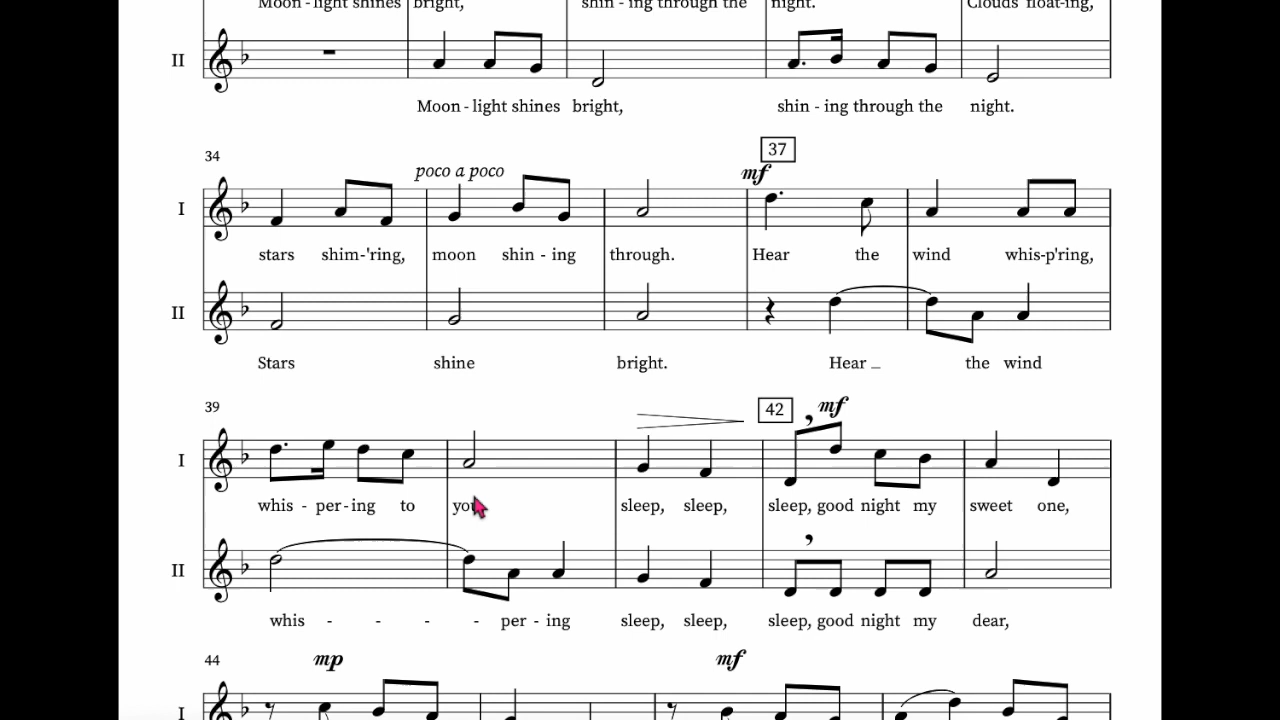 Moon - light shines bright, shin - ing through the night. Clouds float-ing,
II
Moon - light shines bright, shin - ing through the night.
34 poco a poco mf 37
I
stars shim-'ring, moon shin - ing through. Hear the wind whis-p'ring,
II
Stars shine bright. Hear _ the wind
39 42 mf
I
whis - per - ing to you sleep, sleep, sleep, good night my sweet one,
II
whis - - - - per - ing sleep, sleep, sleep, good night my dear,
44 mp mf
I